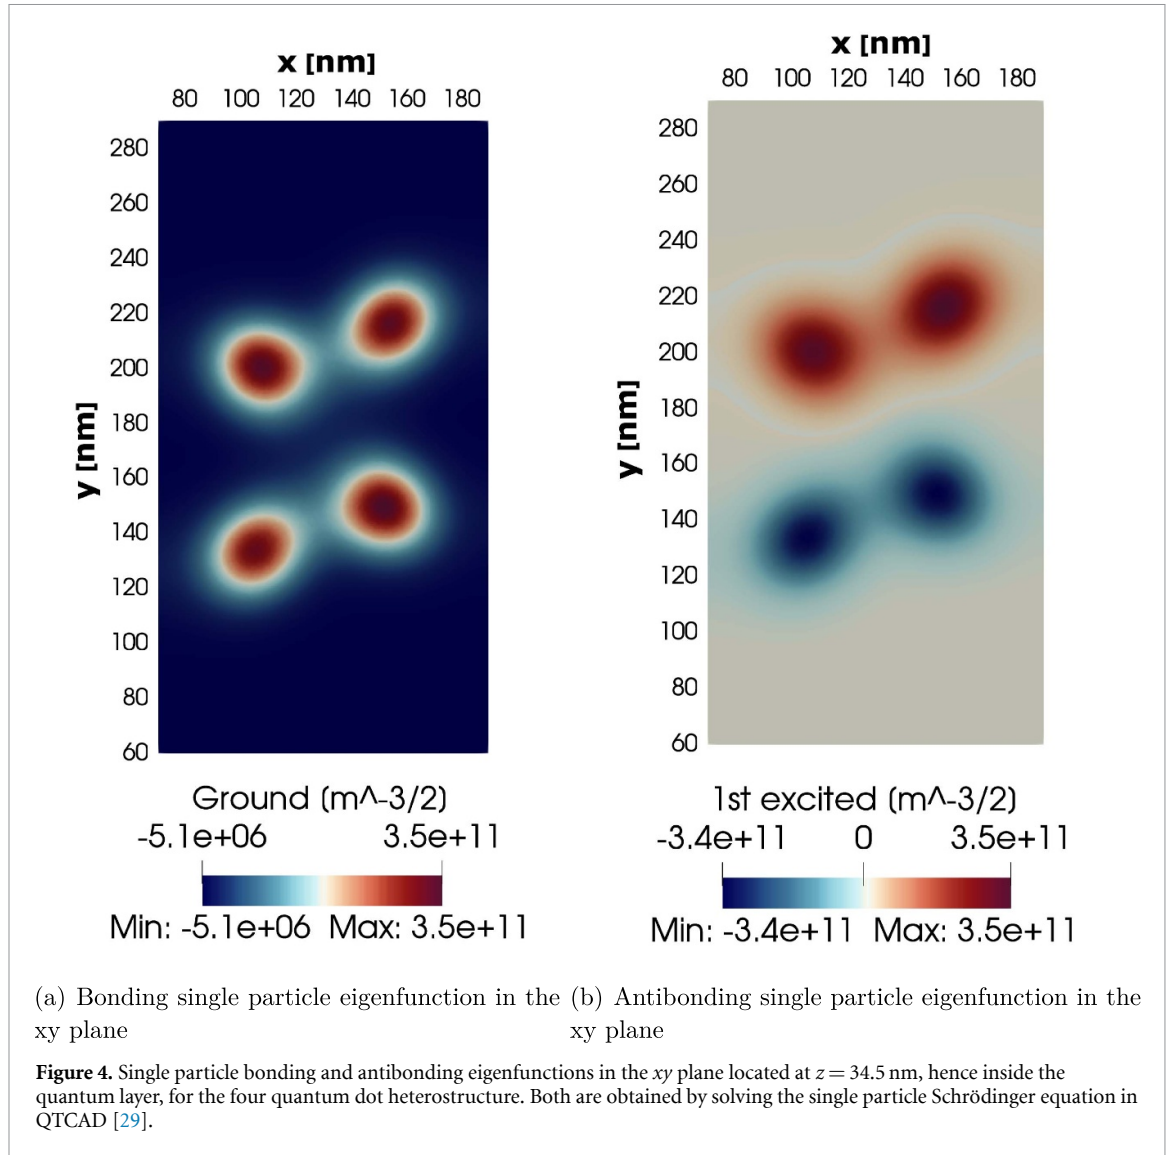 x [nm]
80 100 120 140 160 180
280
260
240
220
200
180
160
140
120
100
80
60
y [nm]
Ground (m^-3/2)
-5.1e+06 3.5e+11
Min: -5.1e+06 Max: 3.5e+11
x [nm]
80 100 120 140 160 180
280
260
240
220
200
180
160
140
120
100
80
60
y [nm]
1st excited (m^-3/2)
-3.4e+11 0 3.5e+11
Min: -3.4e+11 Max: 3.5e+11
(a) Bonding single particle eigenfunction in the
xy plane
(b) Antibonding single particle eigenfunction in the
xy plane
Figure 4. Single particle bonding and antibonding eigenfunctions in the xy plane located at z = 34.5 nm, hence inside the
quantum layer, for the four quantum dot heterostructure. Both are obtained by solving the single particle Schrödinger equation in
QTCAD [29].